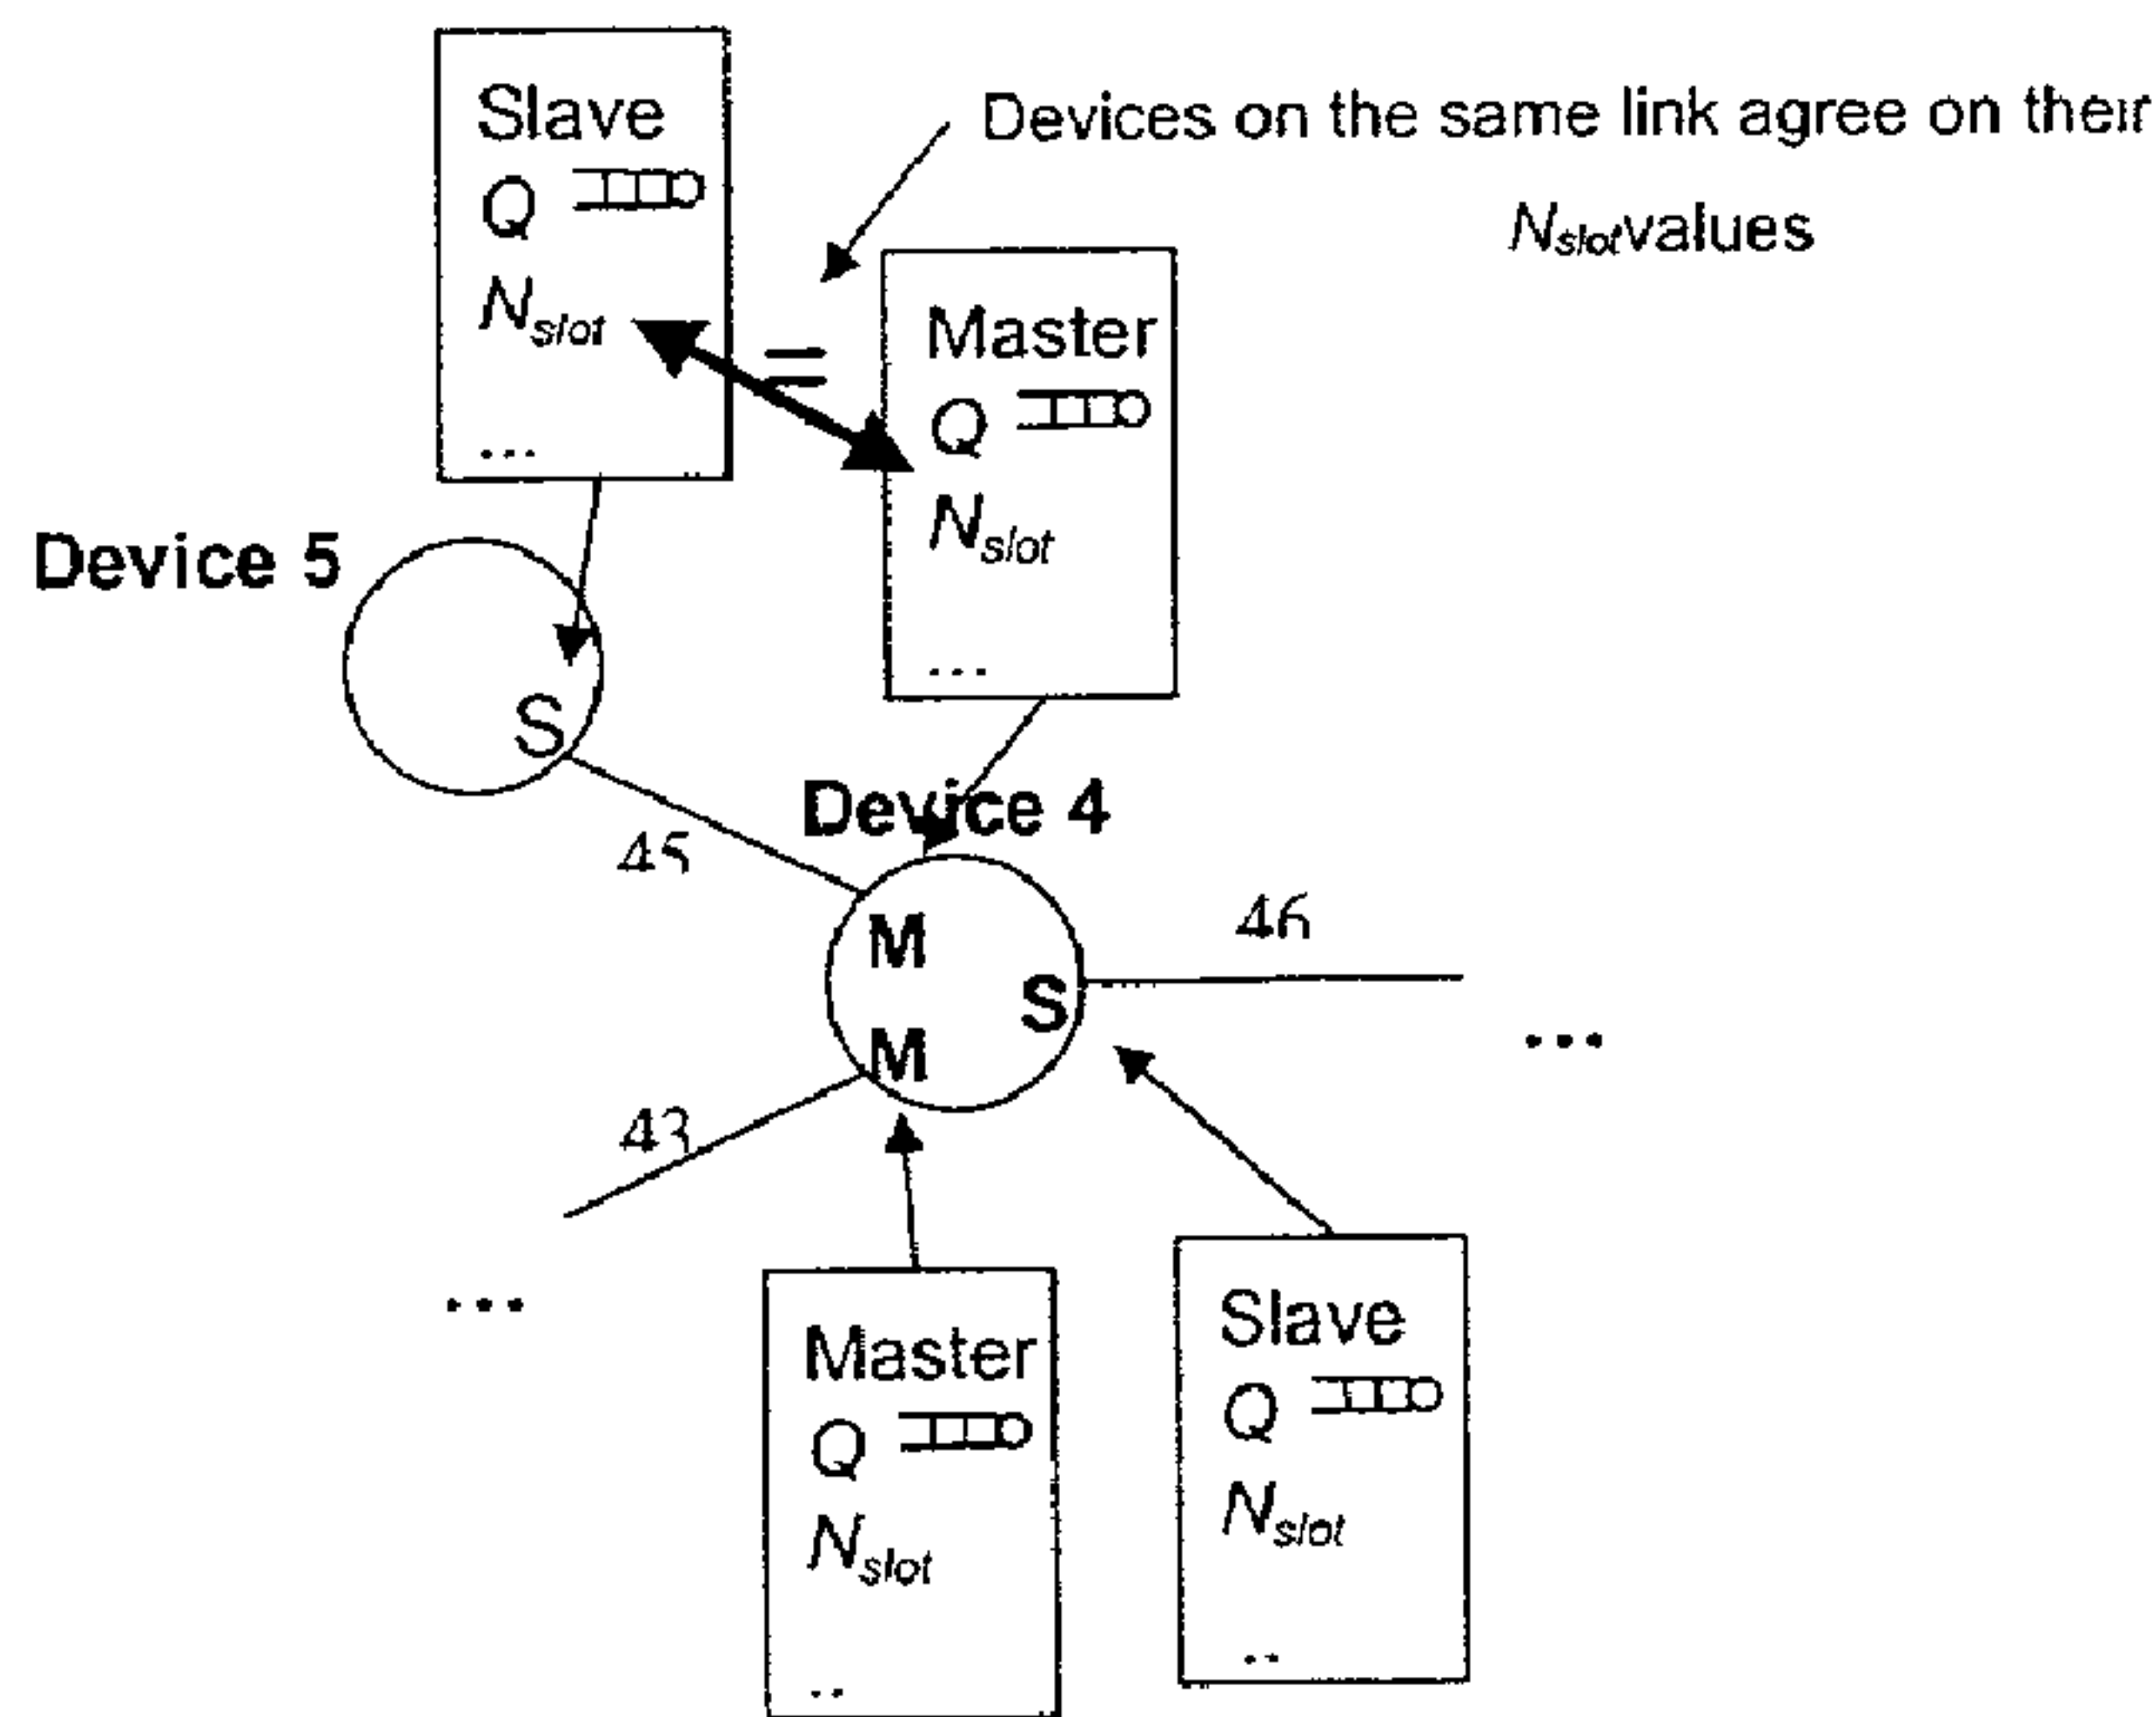 Slave
Q
Nslot
...
Devices on the same link agree on their
Nslot values
=
Master
Q
Nslot
...
Device 5
S
45
Device 4
M
M
S
46
43
...
...
Master
Q
Nslot
..
Slave
Q
Nslot
..